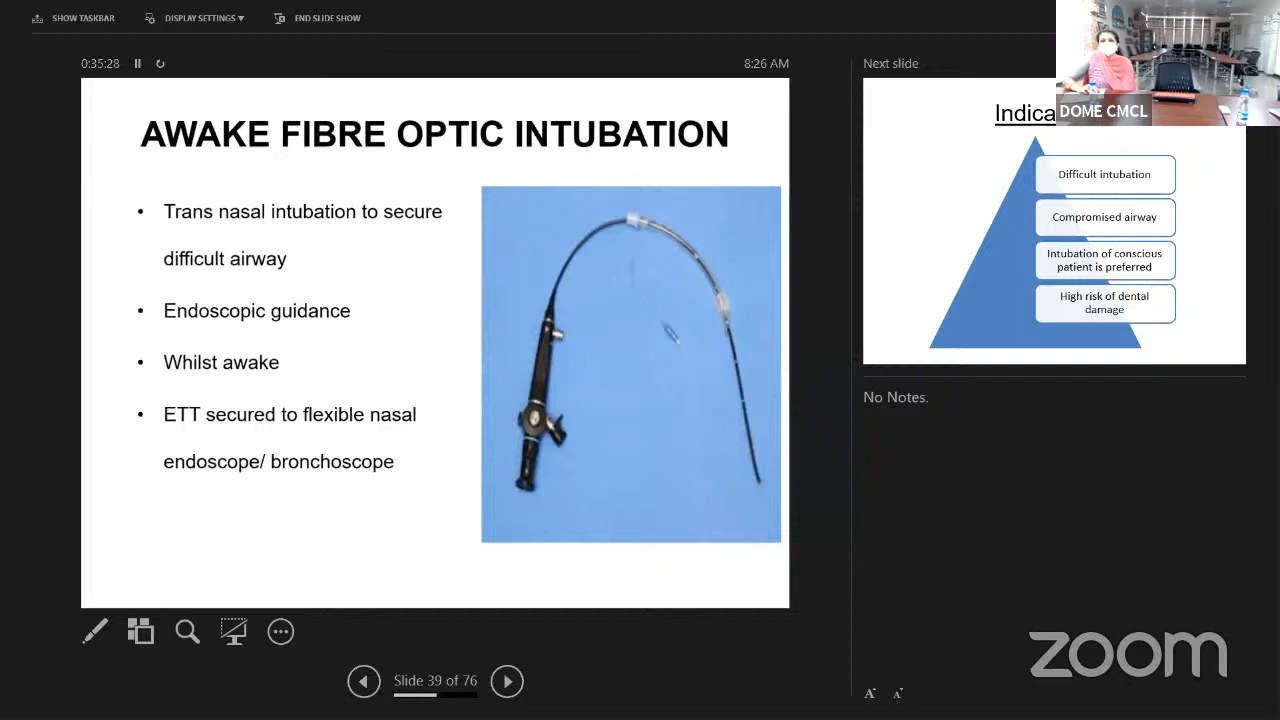 SHOW TASKBAR
DISPLAY SETTINGS ▼
END SLIDE SHOW
0:35:28
8:26 AM
AWAKE FIBRE OPTIC INTUBATION
• Trans nasal intubation to secure
difficult airway
• Endoscopic guidance
• Whilst awake
• ETT secured to flexible nasal
endoscope/ bronchoscope
Slide 39 of 76
Next slide
DOME CMCL
Indica
Difficult intubation
Compromised airway
Intubation of conscious
patient is preferred
High risk of dental
damage
No Notes.
zoom
A A